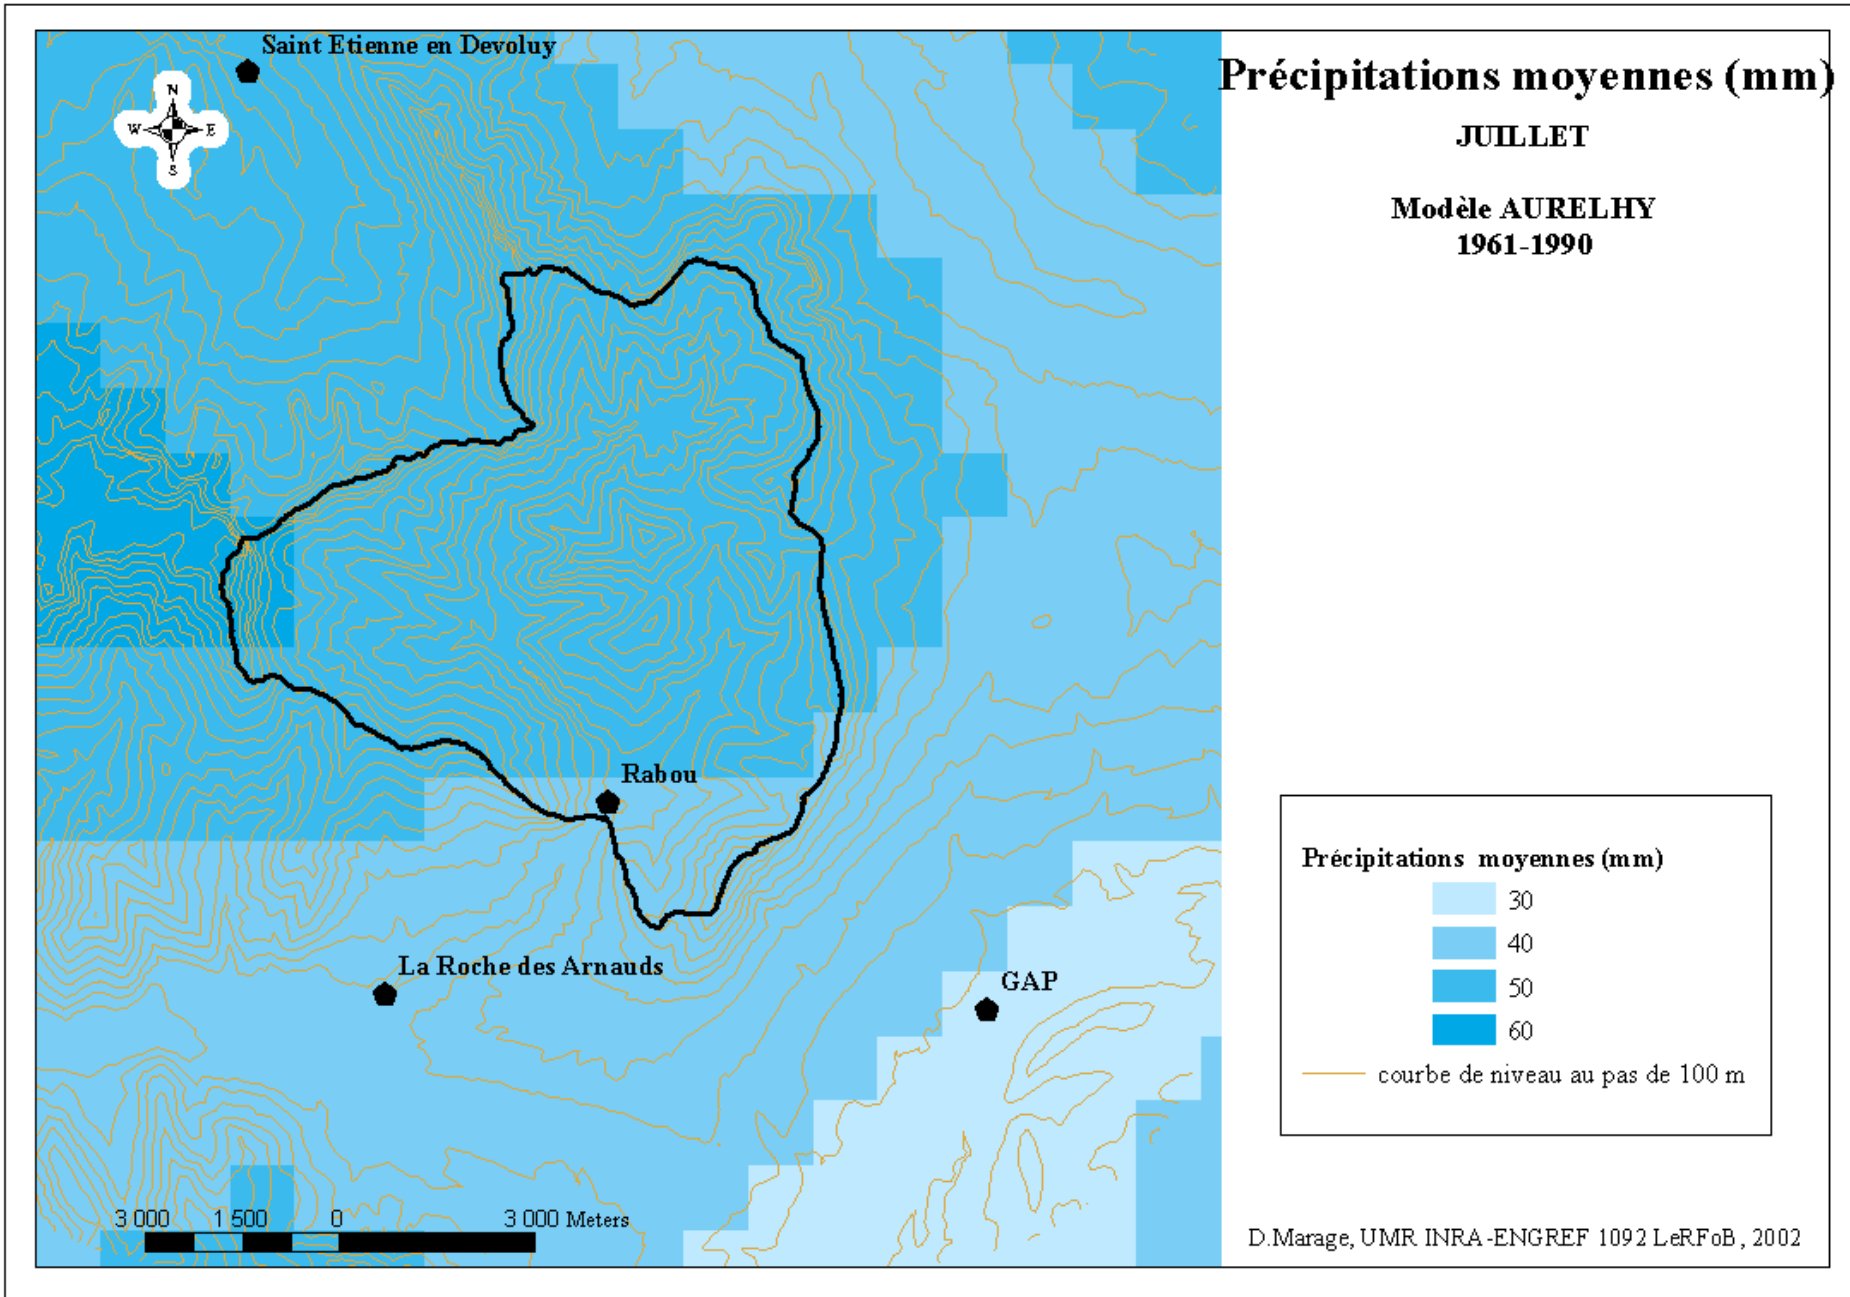 Saint Etienne en Devoluy
N
W E
S
Précipitations moyennes (mm)
JUILLET
Modèle AURELHY
1961-1990
Rabou
La Roche des Arnauds
GAP
Précipitations moyennes (mm)
30
40
50
60
courbe de niveau au pas de 100 m
3 000 1 500 0 3 000 Meters
D.Marage, UMR INRA-ENGREF 1092 LeRFoB, 2002